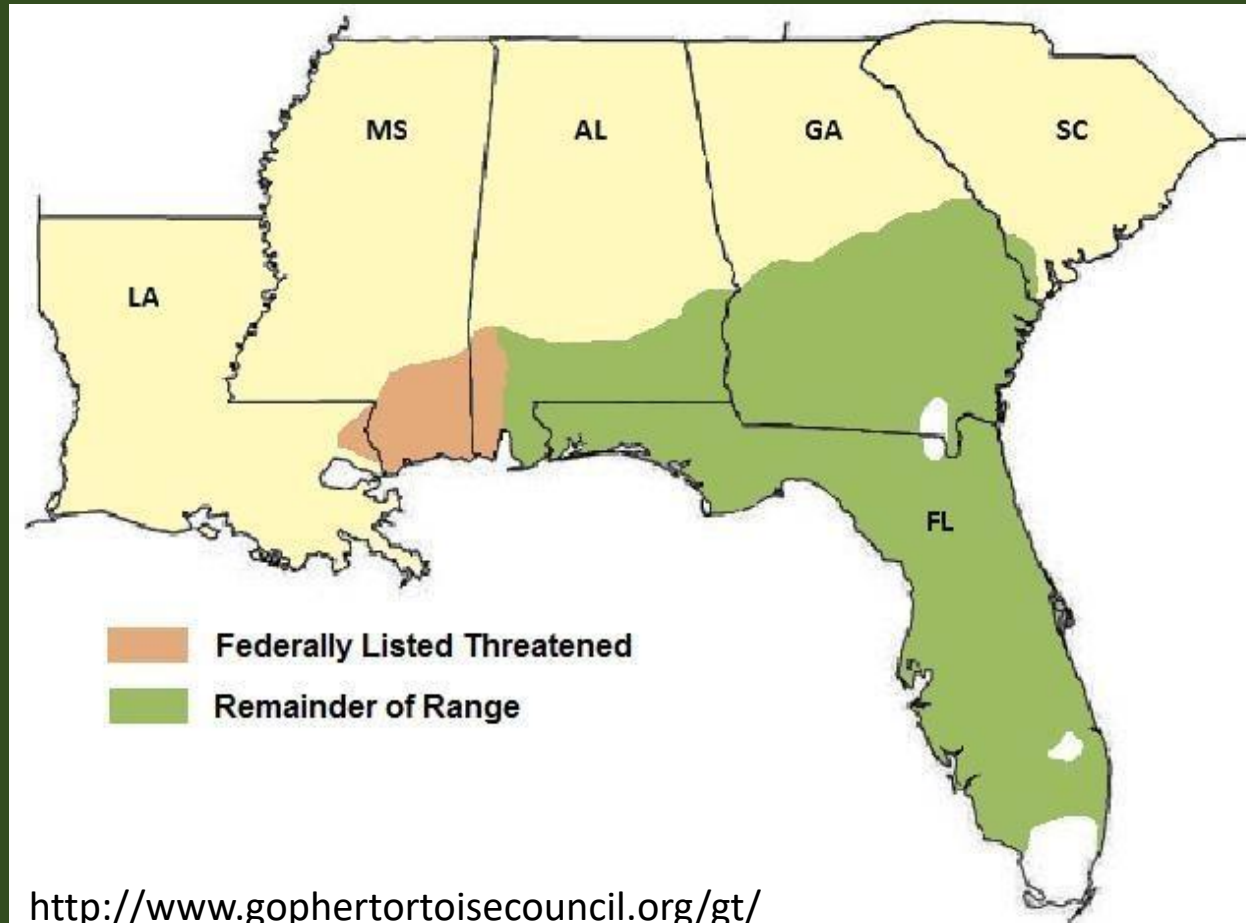 MS
AL
GA
SC
LA
FL
Federally Listed Threatened
Remainder of Range
http://www.gophertortoisecouncil.org/gt/